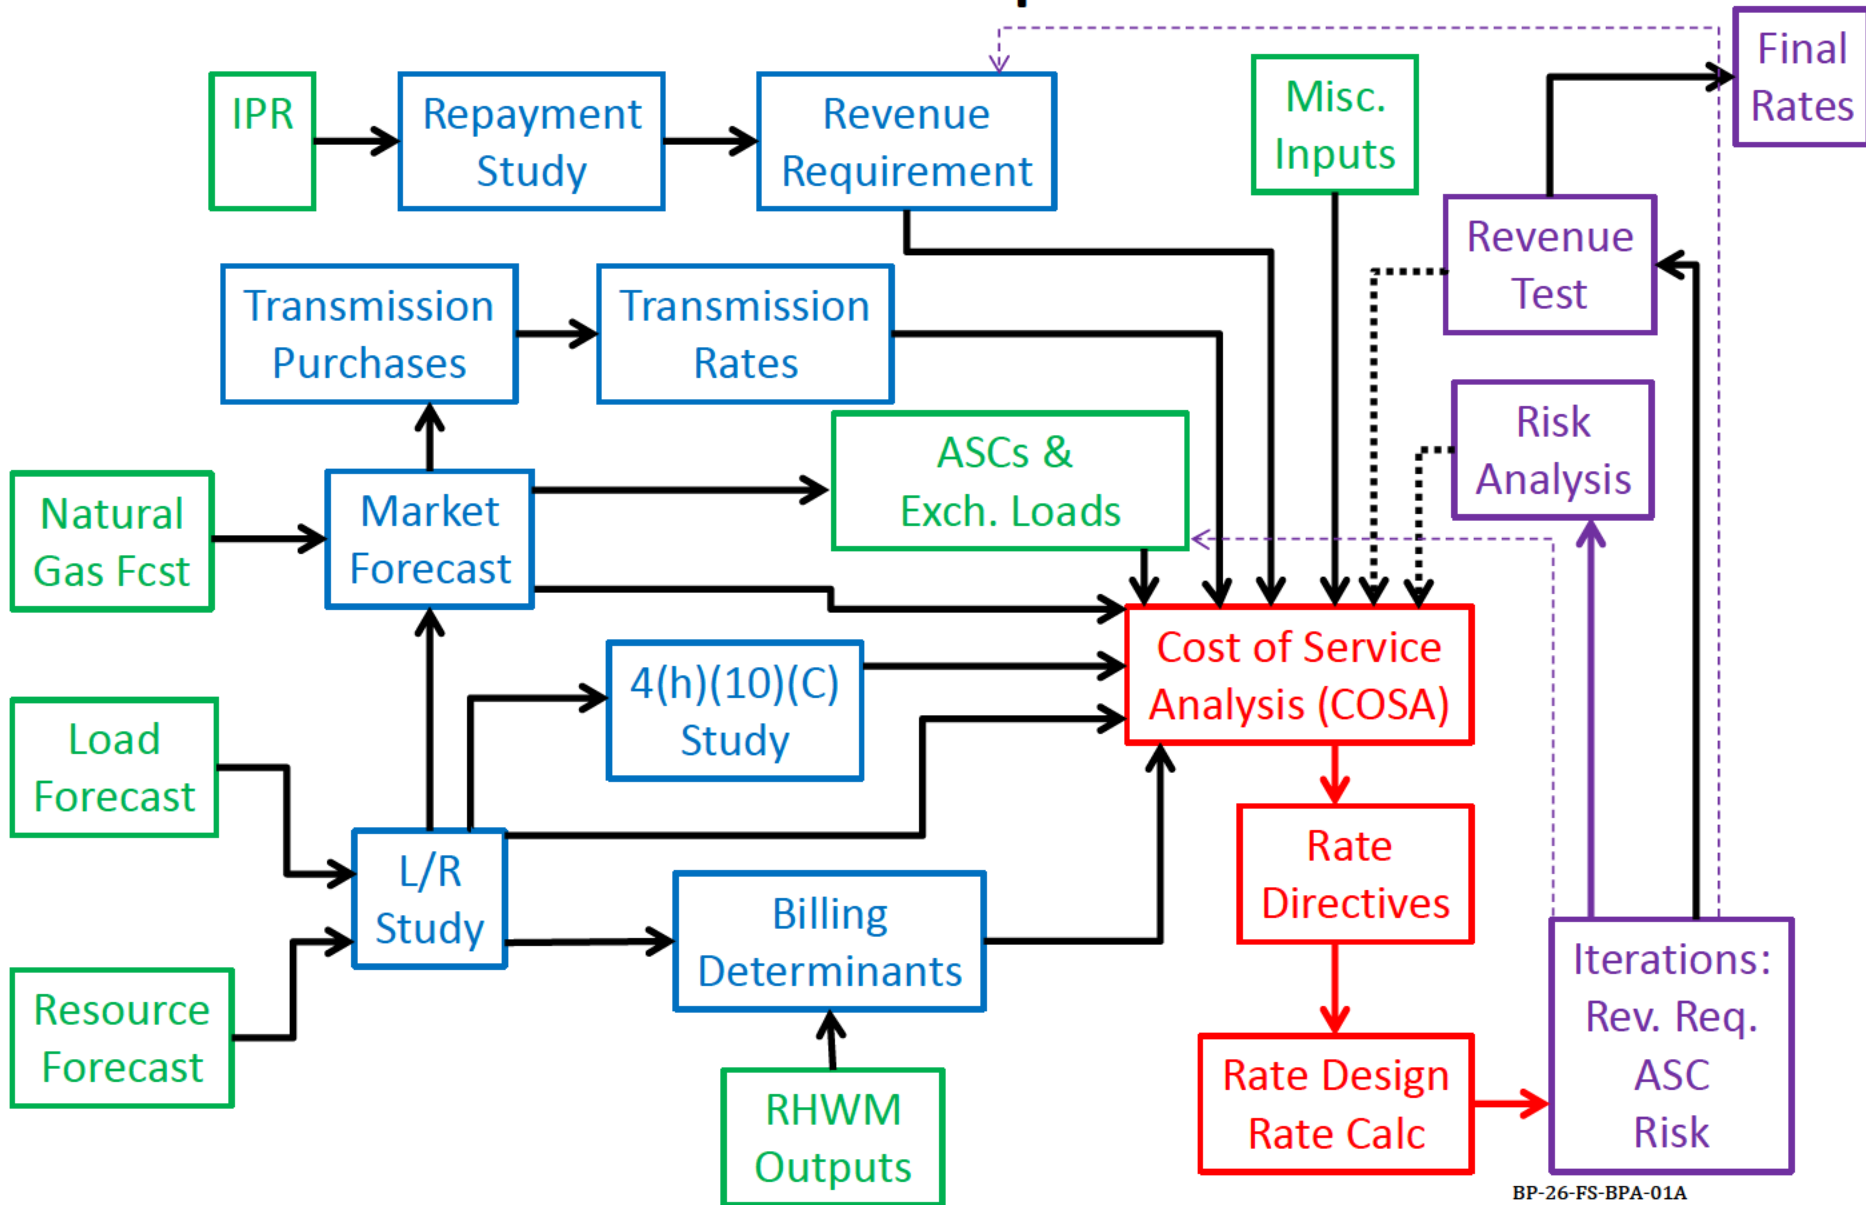 IPR
Repayment
Study
Revenue
Requirement
Misc.
Inputs
Final
Rates
Transmission
Purchases
Transmission
Rates
Revenue
Test
Natural
Gas Fcst
Market
Forecast
ASCs &
Exch. Loads
Risk
Analysis
Load
Forecast
4(h)(10)(C)
Study
Cost of Service
Analysis (COSA)
L/R
Study
Billing
Determinants
Rate
Directives
Resource
Forecast
RHWM
Outputs
Rate Design
Rate Calc
Iterations:
Rev. Req.
ASC
Risk
BP-26-FS-BPA-01A